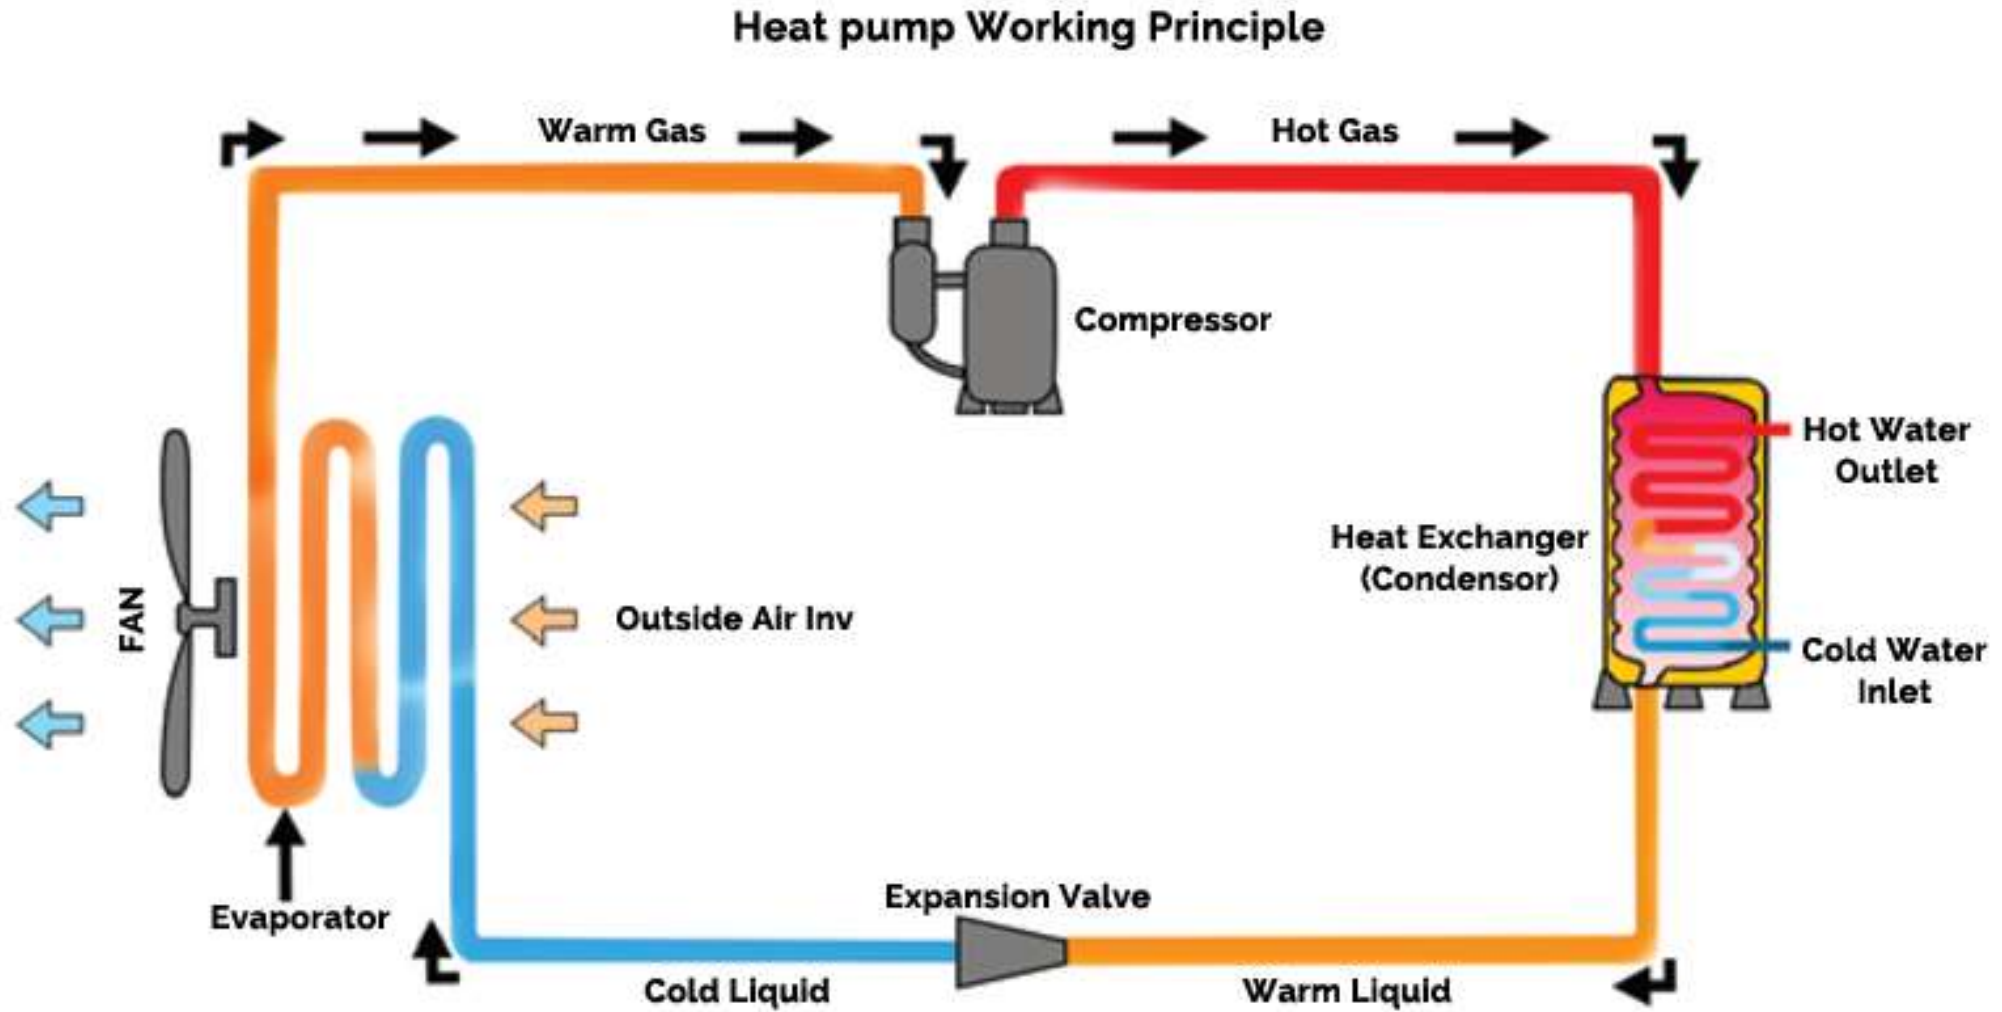 Heat pump Working Principle
Warm Gas
Hot Gas
Compressor
Hot Water
Outlet
Heat Exchanger
(Condensor)
FAN
Outside Air Inv
Cold Water
Inlet
Evaporator
Expansion Valve
Cold Liquid
Warm Liquid